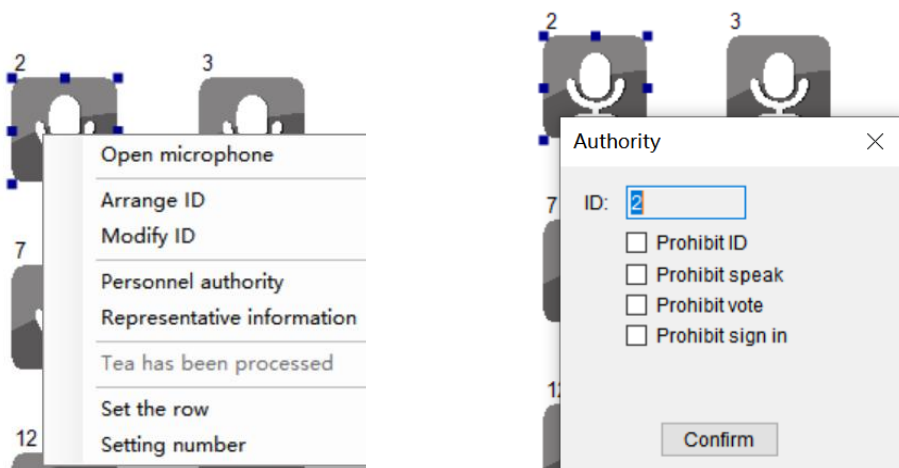 2
3
Open microphone
Arrange ID
Modify ID
7
Personnel authority
Representative information
Tea has been processed
Set the row
12
Setting number
2
3
Authority
7
ID: 2
Prohibit ID
Prohibit speak
Prohibit vote
Prohibit sign in
12
Confirm